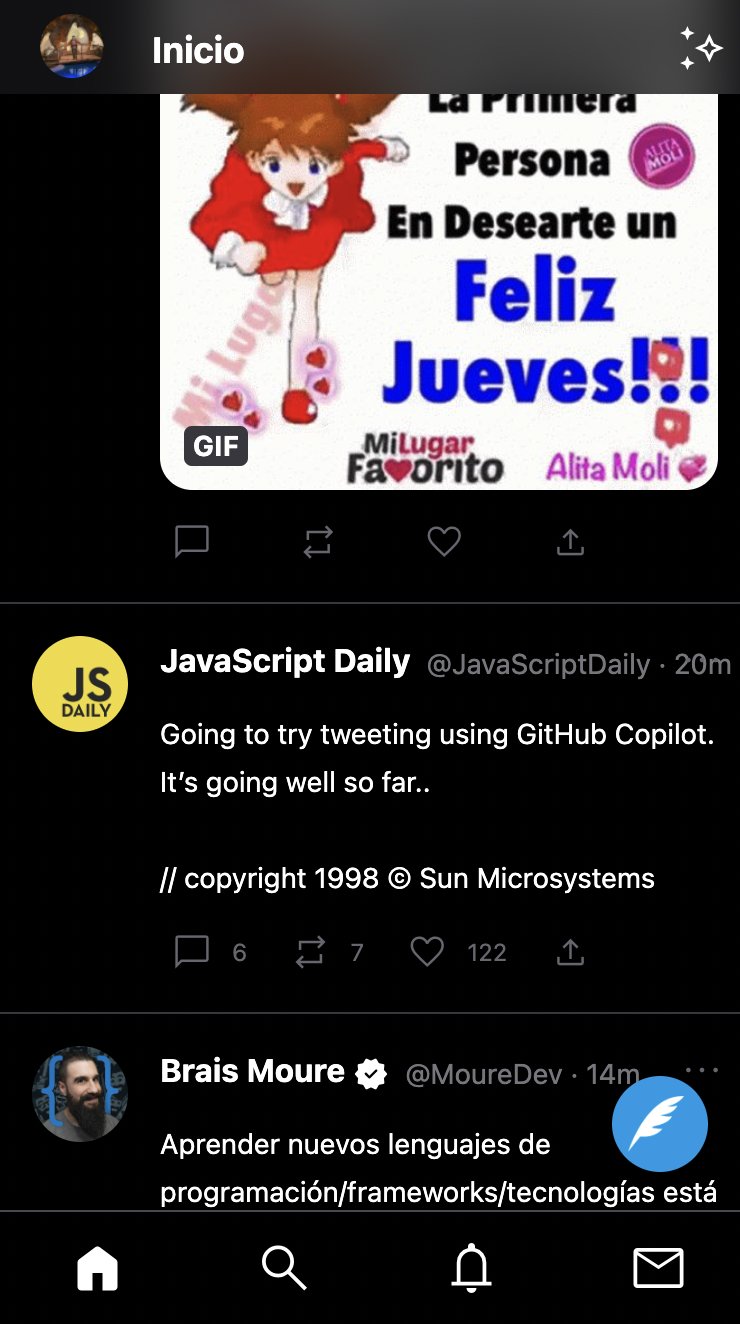 Inicio
La Primera
Persona
ALITA
MOLI
En Desearte un
Feliz
Jueves!!!
Mi Lugar
GIF
MiLugar
Favorito
Alita Moli
JavaScript Daily @JavaScriptDaily · 20m
JS
DAILY
Going to try tweeting using GitHub Copilot.
It’s going well so far..
// copyright 1998 © Sun Microsystems
6 7 122
Brais Moure @MoureDev · 14m ...
Aprender nuevos lenguajes de
programación/frameworks/tecnologías está